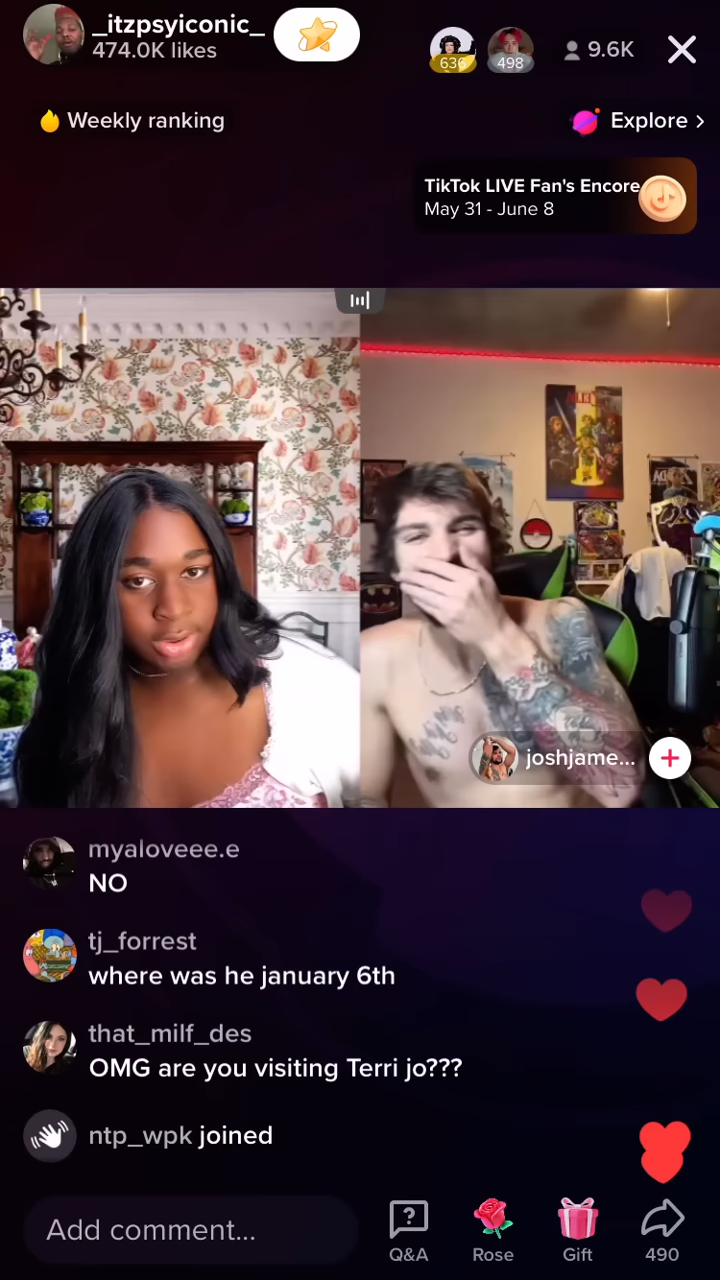 _itzpsyiconic_
474.0K likes
636
498
9.6K
Weekly ranking
Explore
TikTok LIVE Fan's Encore
May 31 - June 8
joshjame...
myaloveee.e
NO
tj_forrest
where was he january 6th
that_milf_des
OMG are you visiting Terri jo???
ntp_wpk joined
Add comment...
Q&A
Rose
Gift
490